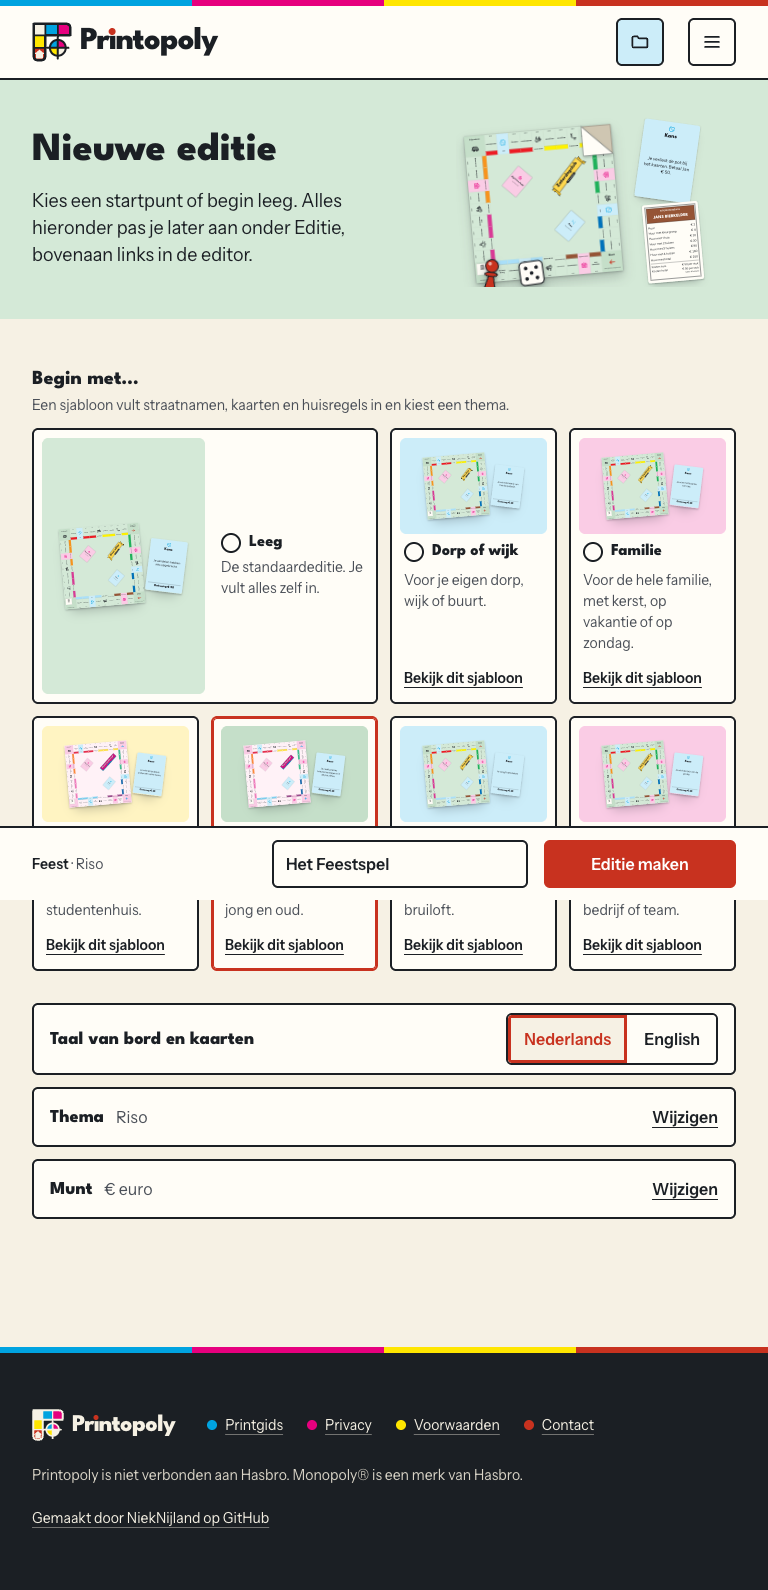 Printopoly
Nieuwe editie
Kies een startpunt of begin leeg. Alles
hieronder pas je later aan onder Editie,
bovenaan links in de editor.
Kans
Begin met...
Een sjabloon vult straatnamen, kaarten en huisregels in en kiest een thema.
Leeg
De standaardeditie. Je
vult alles zelf in.
Dorp of wijk
Voor je eigen dorp,
wijk of buurt.
Bekijk dit sjabloon
Familie
Voor de hele familie,
met kerst, op
vakantie of op
zondag.
Bekijk dit sjabloon
Feest · Riso
Het Feestspel
Editie maken
studentenhuis.
Bekijk dit sjabloon
jong en oud.
Bekijk dit sjabloon
bruiloft.
Bekijk dit sjabloon
bedrijf of team.
Bekijk dit sjabloon
Taal van bord en kaarten
Nederlands
English
Thema Riso
Wijzigen
Munt € euro
Wijzigen
Printopoly
Printgids
Privacy
Voorwaarden
Contact
Printopoly is niet verbonden aan Hasbro. Monopoly® is een merk van Hasbro.
Gemaakt door NiekNijland op GitHub